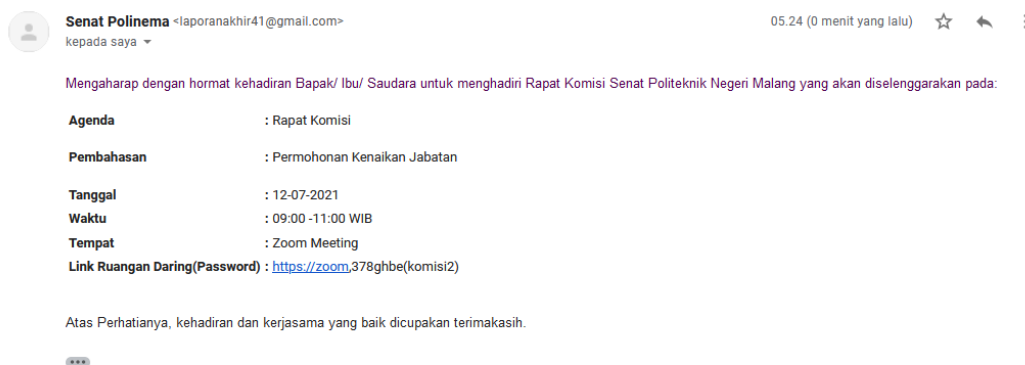 Senat Polinema <laporanakhir41@gmail.com> 05.24 (0 menit yang lalu)
kepada saya
Mengaharap dengan hormat kehadiran Bapak/ Ibu/ Saudara untuk menghadiri Rapat Komisi Senat Politeknik Negeri Malang yang akan diselenggarakan pada:
Agenda : Rapat Komisi
Pembahasan : Permohonan Kenaikan Jabatan
Tanggal : 12-07-2021
Waktu : 09:00 -11:00 WIB
Tempat : Zoom Meeting
Link Ruangan Daring(Password) : https://zoom,378ghbe(komisi2)
Atas Perhatianya, kehadiran dan kerjasama yang baik dicupakan terimakasih.